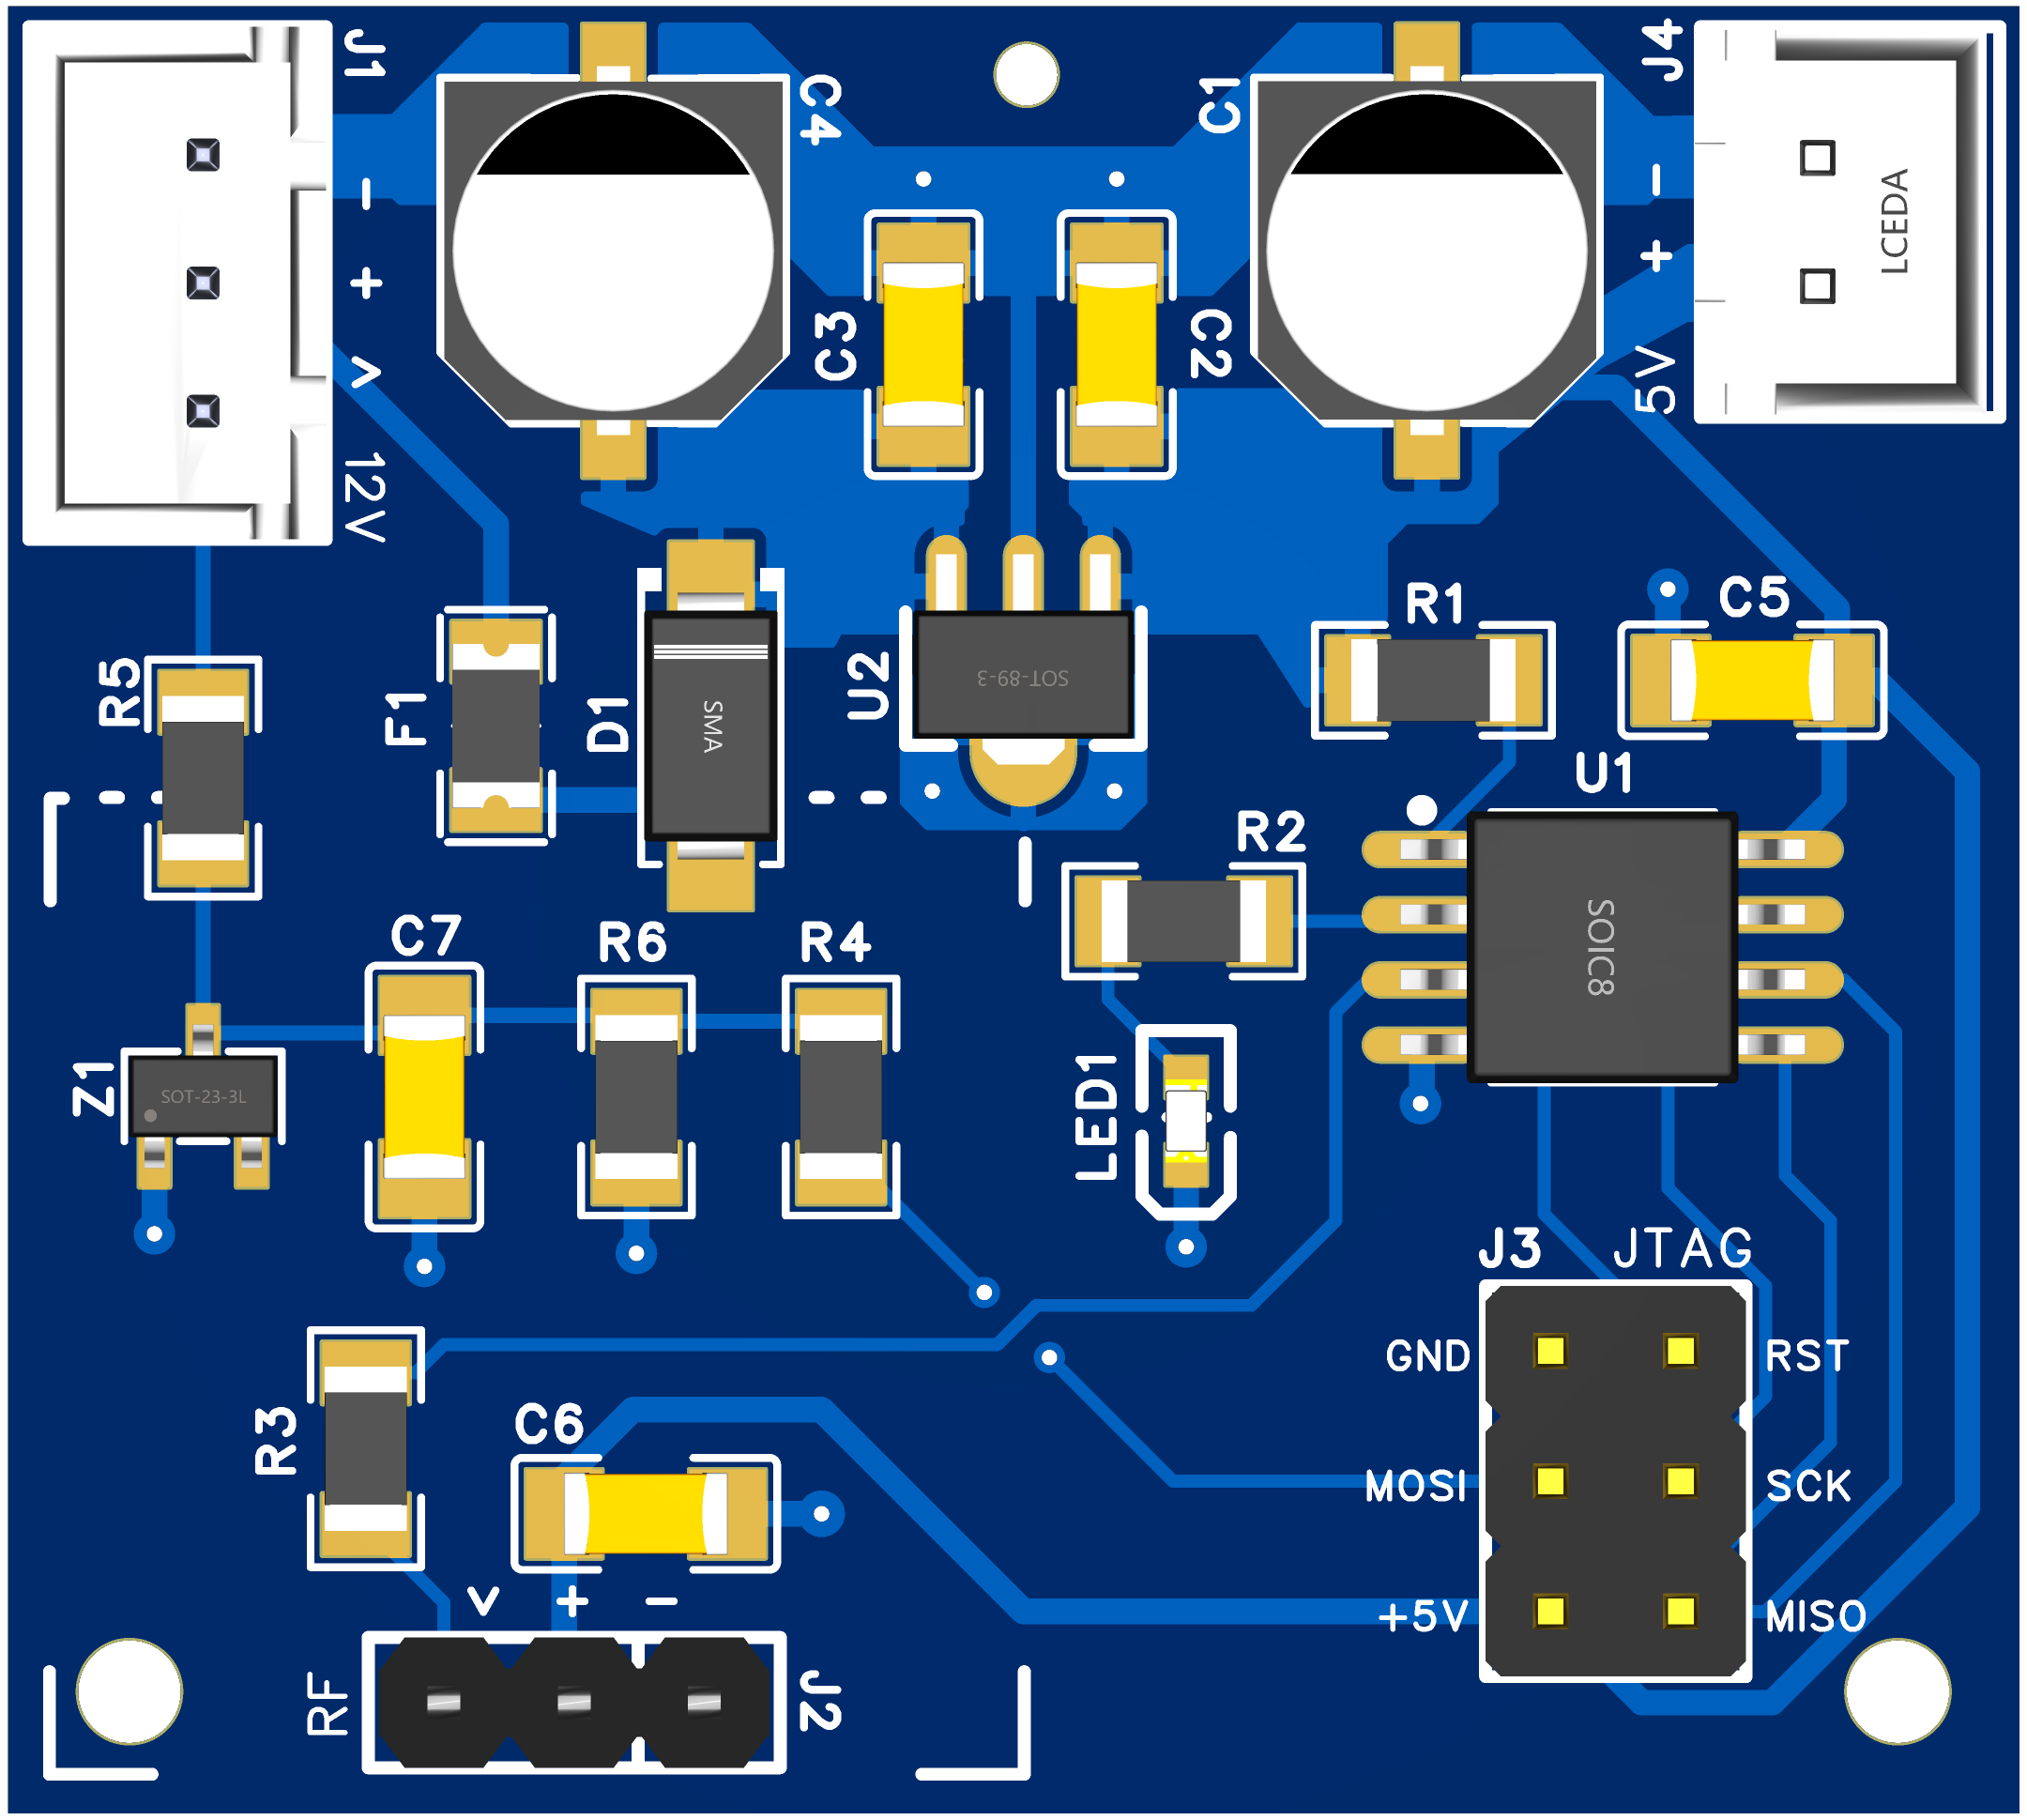 J1
C4
C1
J4
-
-
LCEDA
+
+
C3
C2
v
5V
12V
R1
C5
R5
F1
D1
SMA
U2
SOT-89-3
U1
R2
SOIC8
C7
R6
R4
Z1
SOT-23-3L
LED1
J3 JTAG
GND RST
R3
C6
MOSI SCK
v + -
+5V MISO
RF
J2